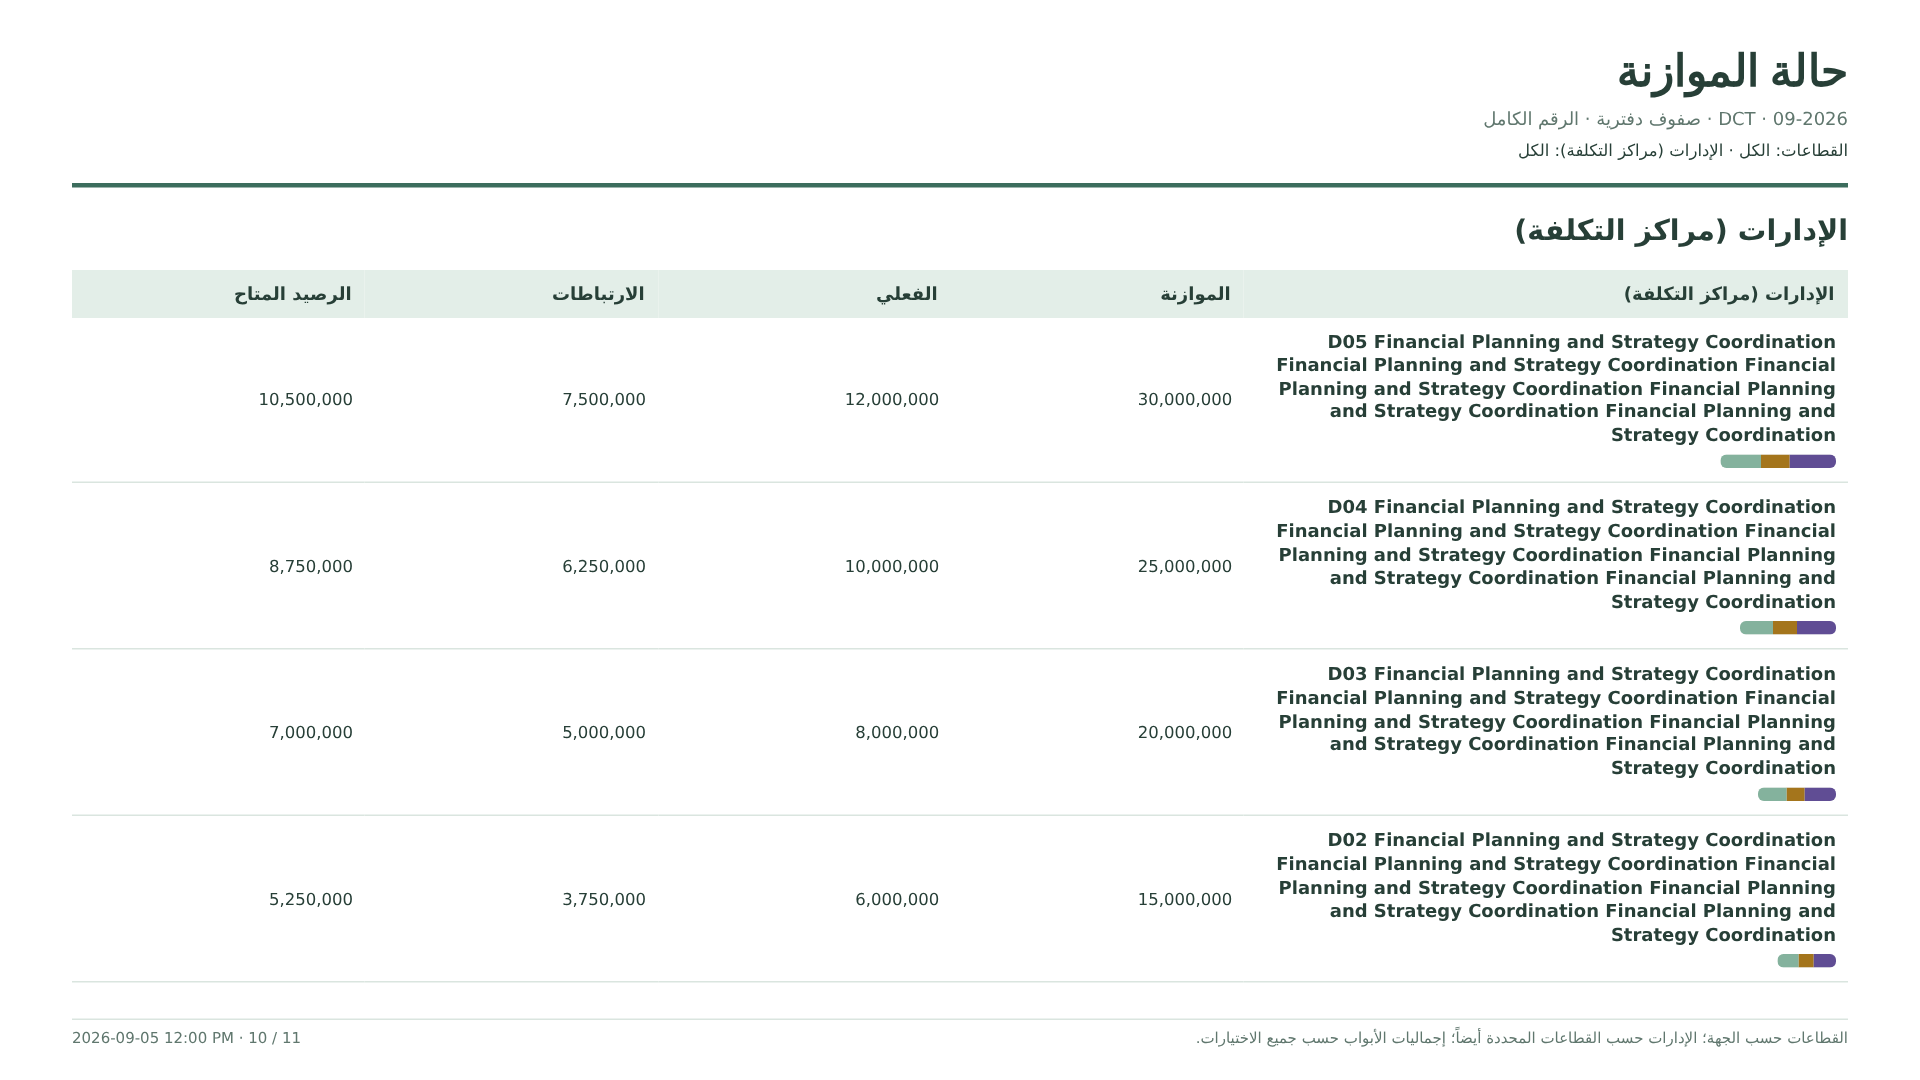 حالة الموازنة
DCT · 09-2026 · صفوف دفترية · الرقم الكامل
القطاعات: الكل · الإدارات (مراكز التكلفة): الكل
الإدارات (مراكز التكلفة)
الإدارات (مراكز التكلفة) الموازنة الفعلي الارتباطات الرصيد المتاح
D05 Financial Planning and Strategy Coordination
Financial Planning and Strategy Coordination Financial
Planning and Strategy Coordination Financial Planning
and Strategy Coordination Financial Planning and
Strategy Coordination
30,000,000 12,000,000 7,500,000 10,500,000
D04 Financial Planning and Strategy Coordination
Financial Planning and Strategy Coordination Financial
Planning and Strategy Coordination Financial Planning
and Strategy Coordination Financial Planning and
Strategy Coordination
25,000,000 10,000,000 6,250,000 8,750,000
D03 Financial Planning and Strategy Coordination
Financial Planning and Strategy Coordination Financial
Planning and Strategy Coordination Financial Planning
and Strategy Coordination Financial Planning and
Strategy Coordination
20,000,000 8,000,000 5,000,000 7,000,000
D02 Financial Planning and Strategy Coordination
Financial Planning and Strategy Coordination Financial
Planning and Strategy Coordination Financial Planning
and Strategy Coordination Financial Planning and
Strategy Coordination
15,000,000 6,000,000 3,750,000 5,250,000
القطاعات حسب الجهة؛ الإدارات حسب القطاعات المحددة أيضاً؛ إجماليات الأبواب حسب جميع الاختيارات.
2026-09-05 12:00 PM · 10 / 11